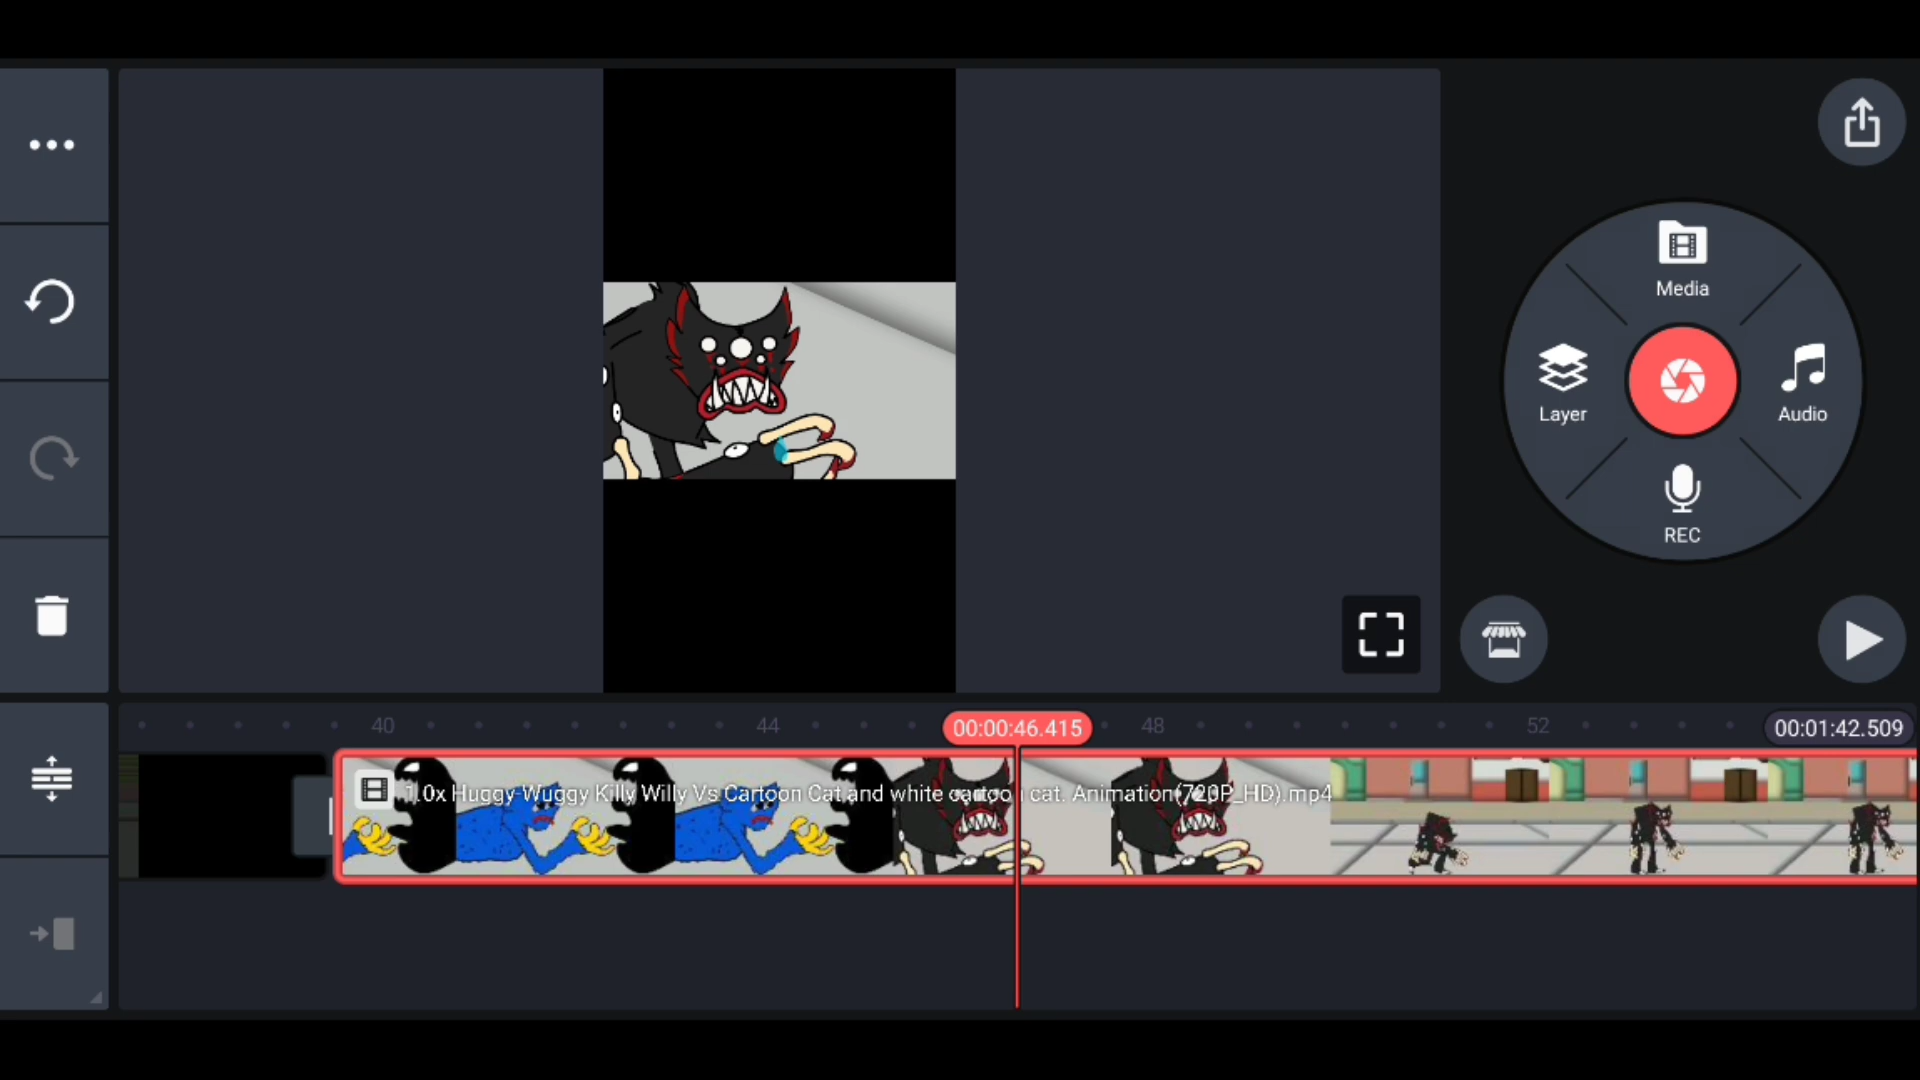 Media
Layer
Audio
REC
40
44
00:00:46.415
48
52
00:01:42.509
1.0x Huggy Wuggy Killy Willy Vs Cartoon Cat and white cartoon cat. Animation(720P_HD).mp4